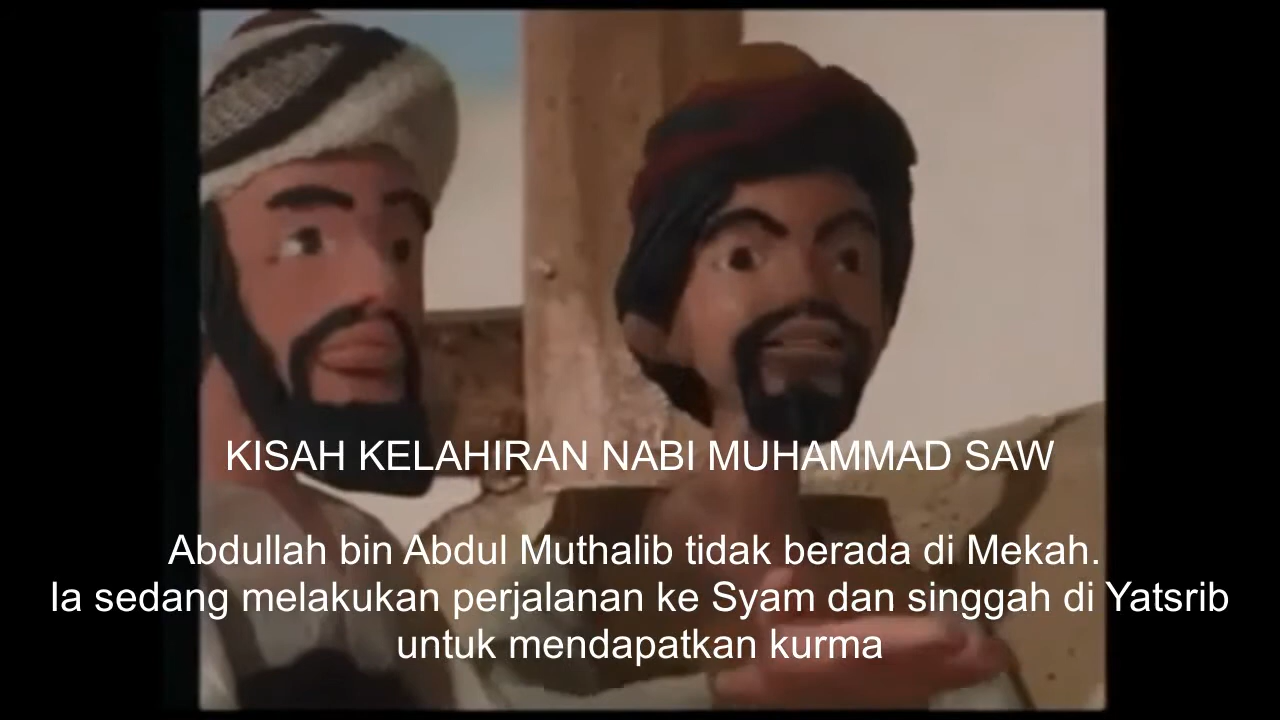 KISAH KELAHIRAN NABI MUHAMMAD SAW
Abdullah bin Abdul Muthalib tidak berada di Mekah.
Ia sedang melakukan perjalanan ke Syam dan singgah di Yatsrib
untuk mendapatkan kurma